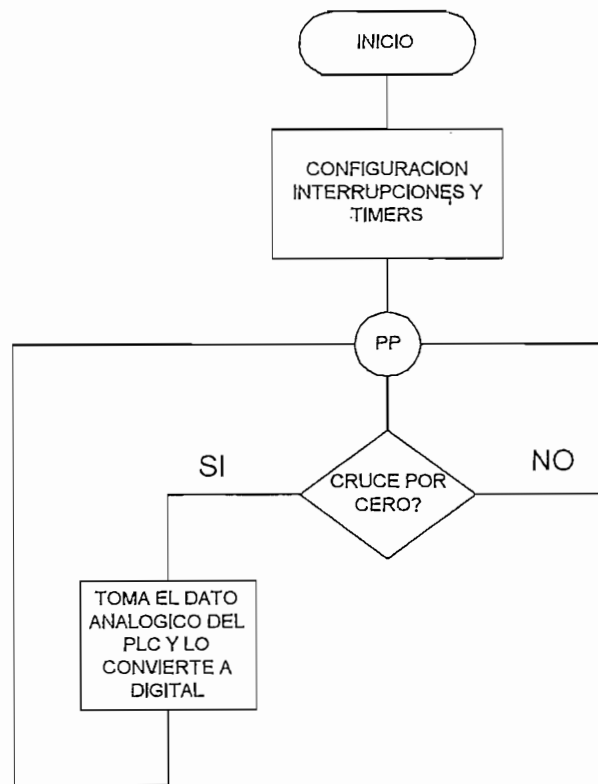 INICIO
CONFIGURACION
INTERRUPCIONES Y
TIMERS
PP
SI
NO
CRUCE POR
CERO?
TOMA EL DATO
ANALOGICO DEL
PLC Y LO
CONVIERTE A
DIGITAL